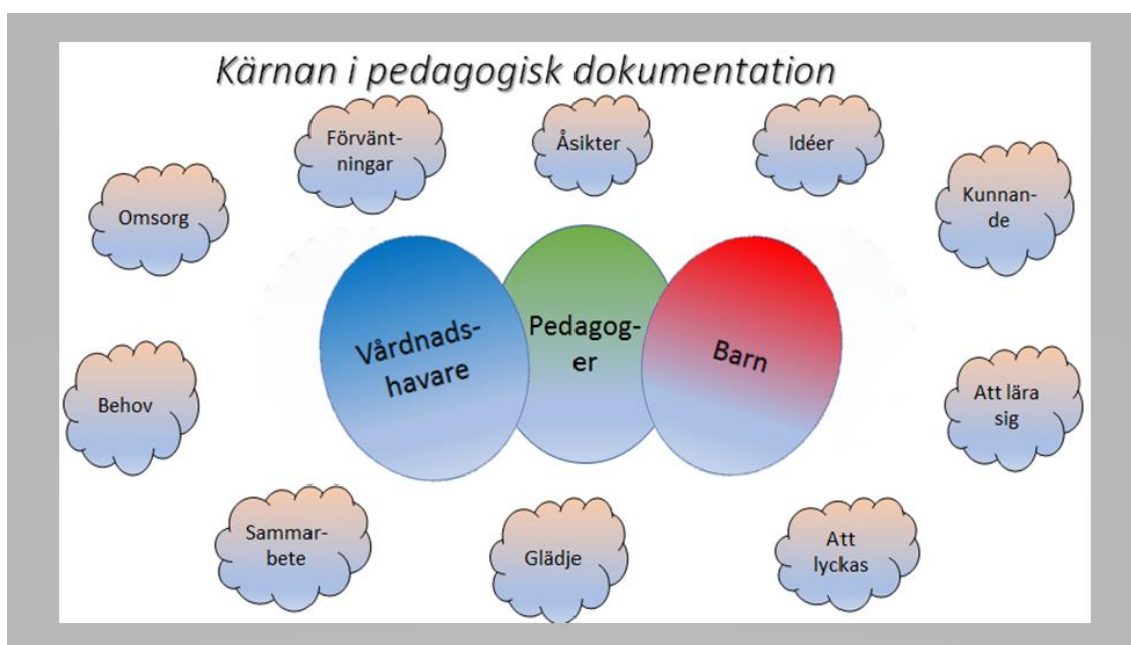 Kärnan i pedagogisk dokumentation
Förvänt-
ningar
Åsikter
Idéer
Omsorg
Kunnan-
de
Vårdnads-
havare
Pedagog-
er
Barn
Behov
Att lära
sig
Sammar-
bete
Glädje
Att
lyckas